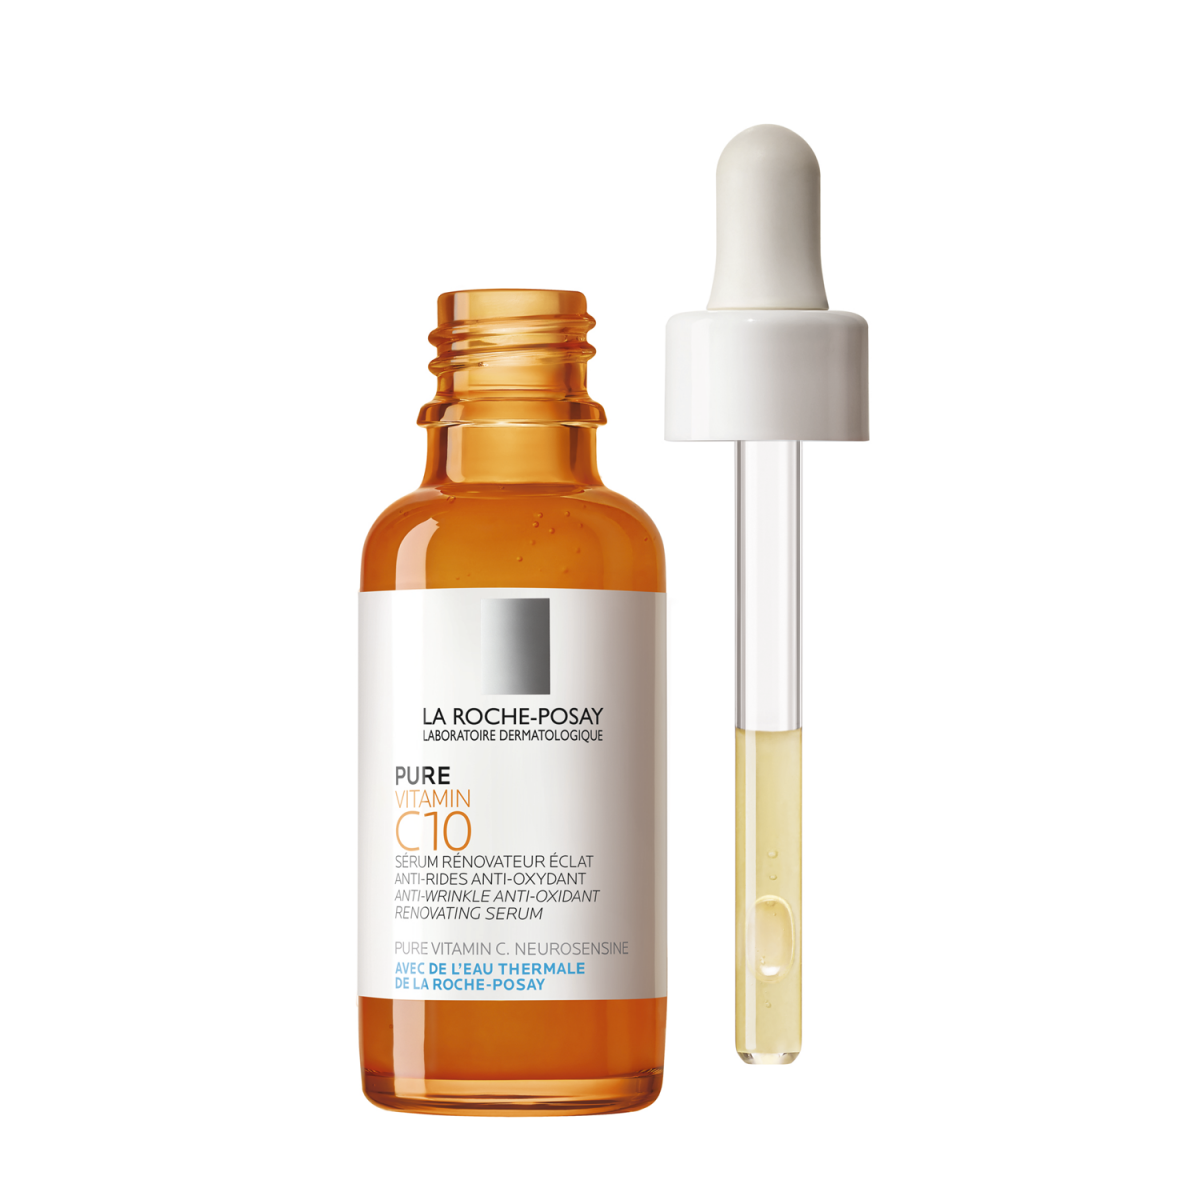 LA ROCHE-POSAY
LABORATOIRE DERMATOLOGIQUE
PURE
VITAMIN
C10
SÉRUM RÉNOVATEUR ÉCLAT
ANTI-RIDES ANTI-OXYDANT
ANTI-WRINKLE ANTI-OXIDANT
RENOVATING SERUM
PURE VITAMIN C. NEUROSENSINE
AVEC DE L'EAU THERMALE
DE LA ROCHE-POSAY